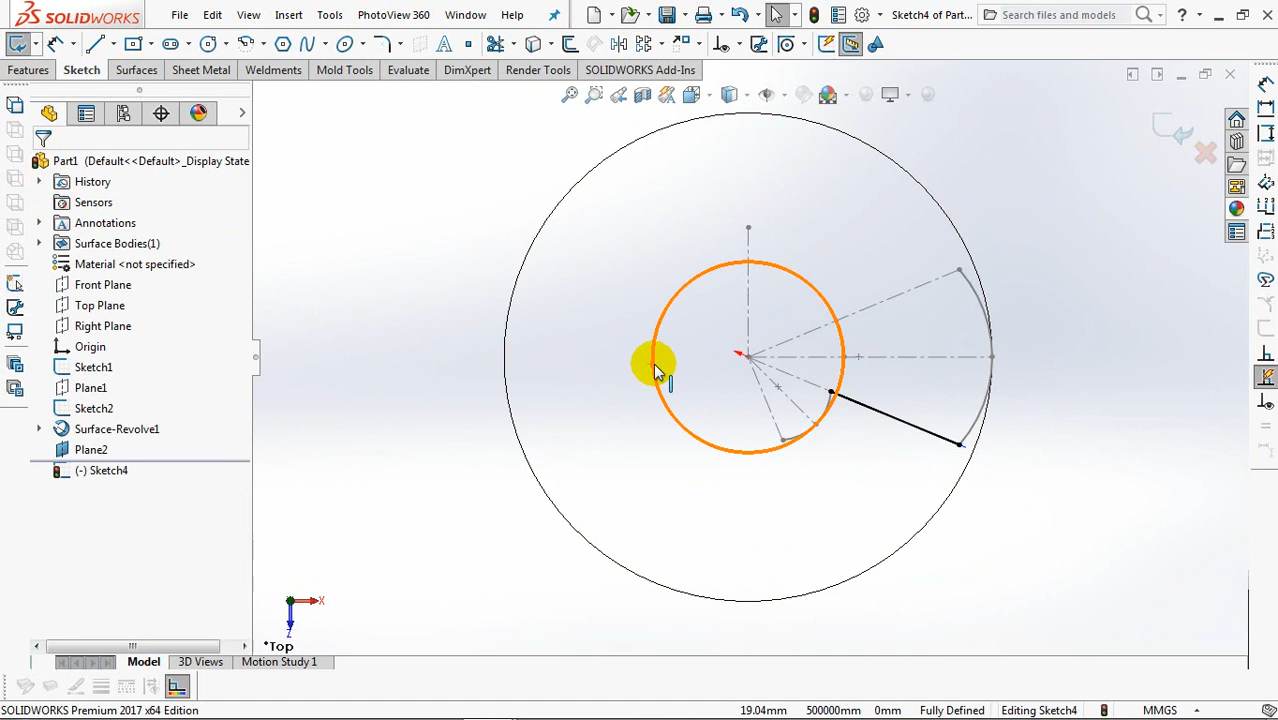 SOLIDWORKS File Edit View Insert Tools PhotoView 360 Window Help Sketch4 of Part... Search files and models ?
Features Sketch Surfaces Sheet Metal Weldments Mold Tools Evaluate DimXpert Render Tools SOLIDWORKS Add-Ins
Part1 (Default<<Default>_Display State
History
Sensors
Annotations
Surface Bodies(1)
Material <not specified>
Front Plane
Top Plane
Right Plane
Origin
Sketch1
Plane1
Sketch2
Surface-Revolve1
Plane2
(-) Sketch4
X
Z
*Top
Model 3D Views Motion Study 1
SOLIDWORKS Premium 2017 x64 Edition 19.04mm 500000mm 0mm Fully Defined Editing Sketch4 MMGS